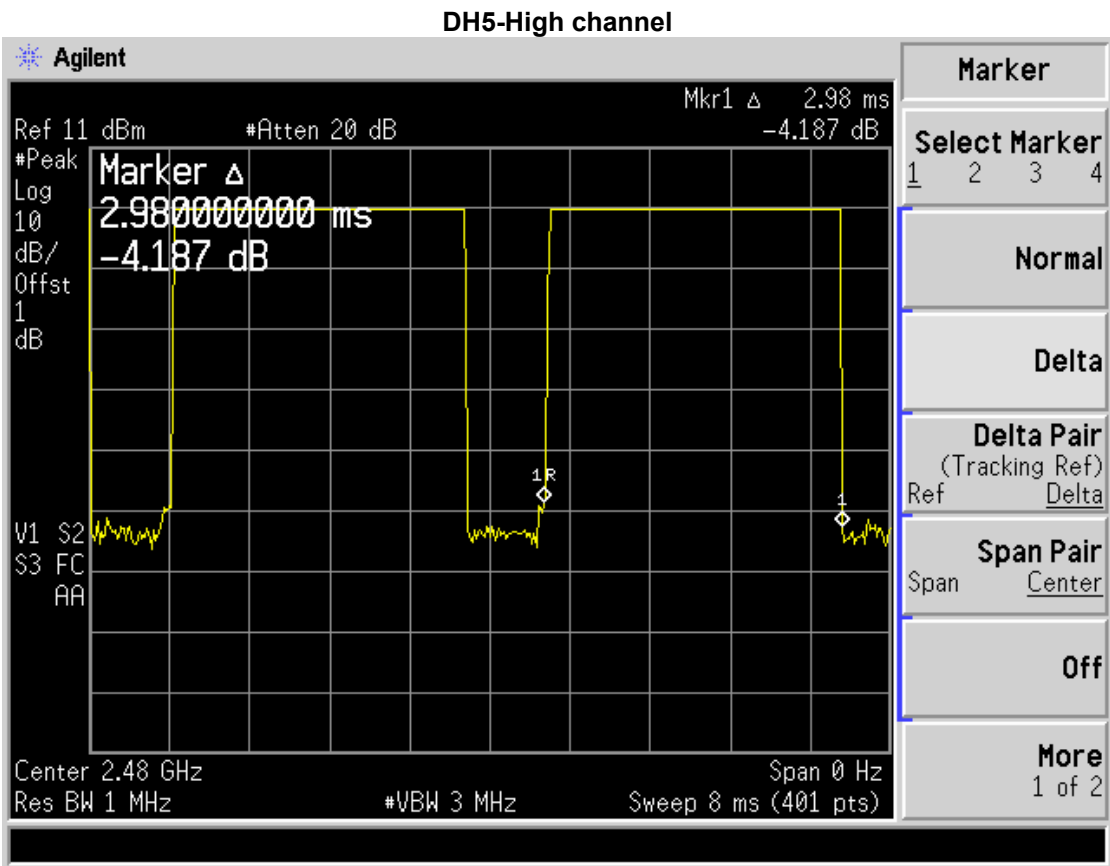 DH5-High channel
Agilent
Marker
Mkr1 Δ 2.98 ms
Ref 11 dBm #Atten 20 dB -4.187 dB
#Peak
Log
10
dB/
Offst
1
dB
Marker Δ
2.980000000 ms
-4.187 dB
1R
1
V1 S2
S3 FC
AA
Center 2.48 GHz Span 0 Hz
Res BW 1 MHz #VBW 3 MHz Sweep 8 ms (401 pts)
Select Marker
1 2 3 4
Normal
Delta
Delta Pair
(Tracking Ref)
Ref Delta
Span Pair
Span Center
Off
More
1 of 2